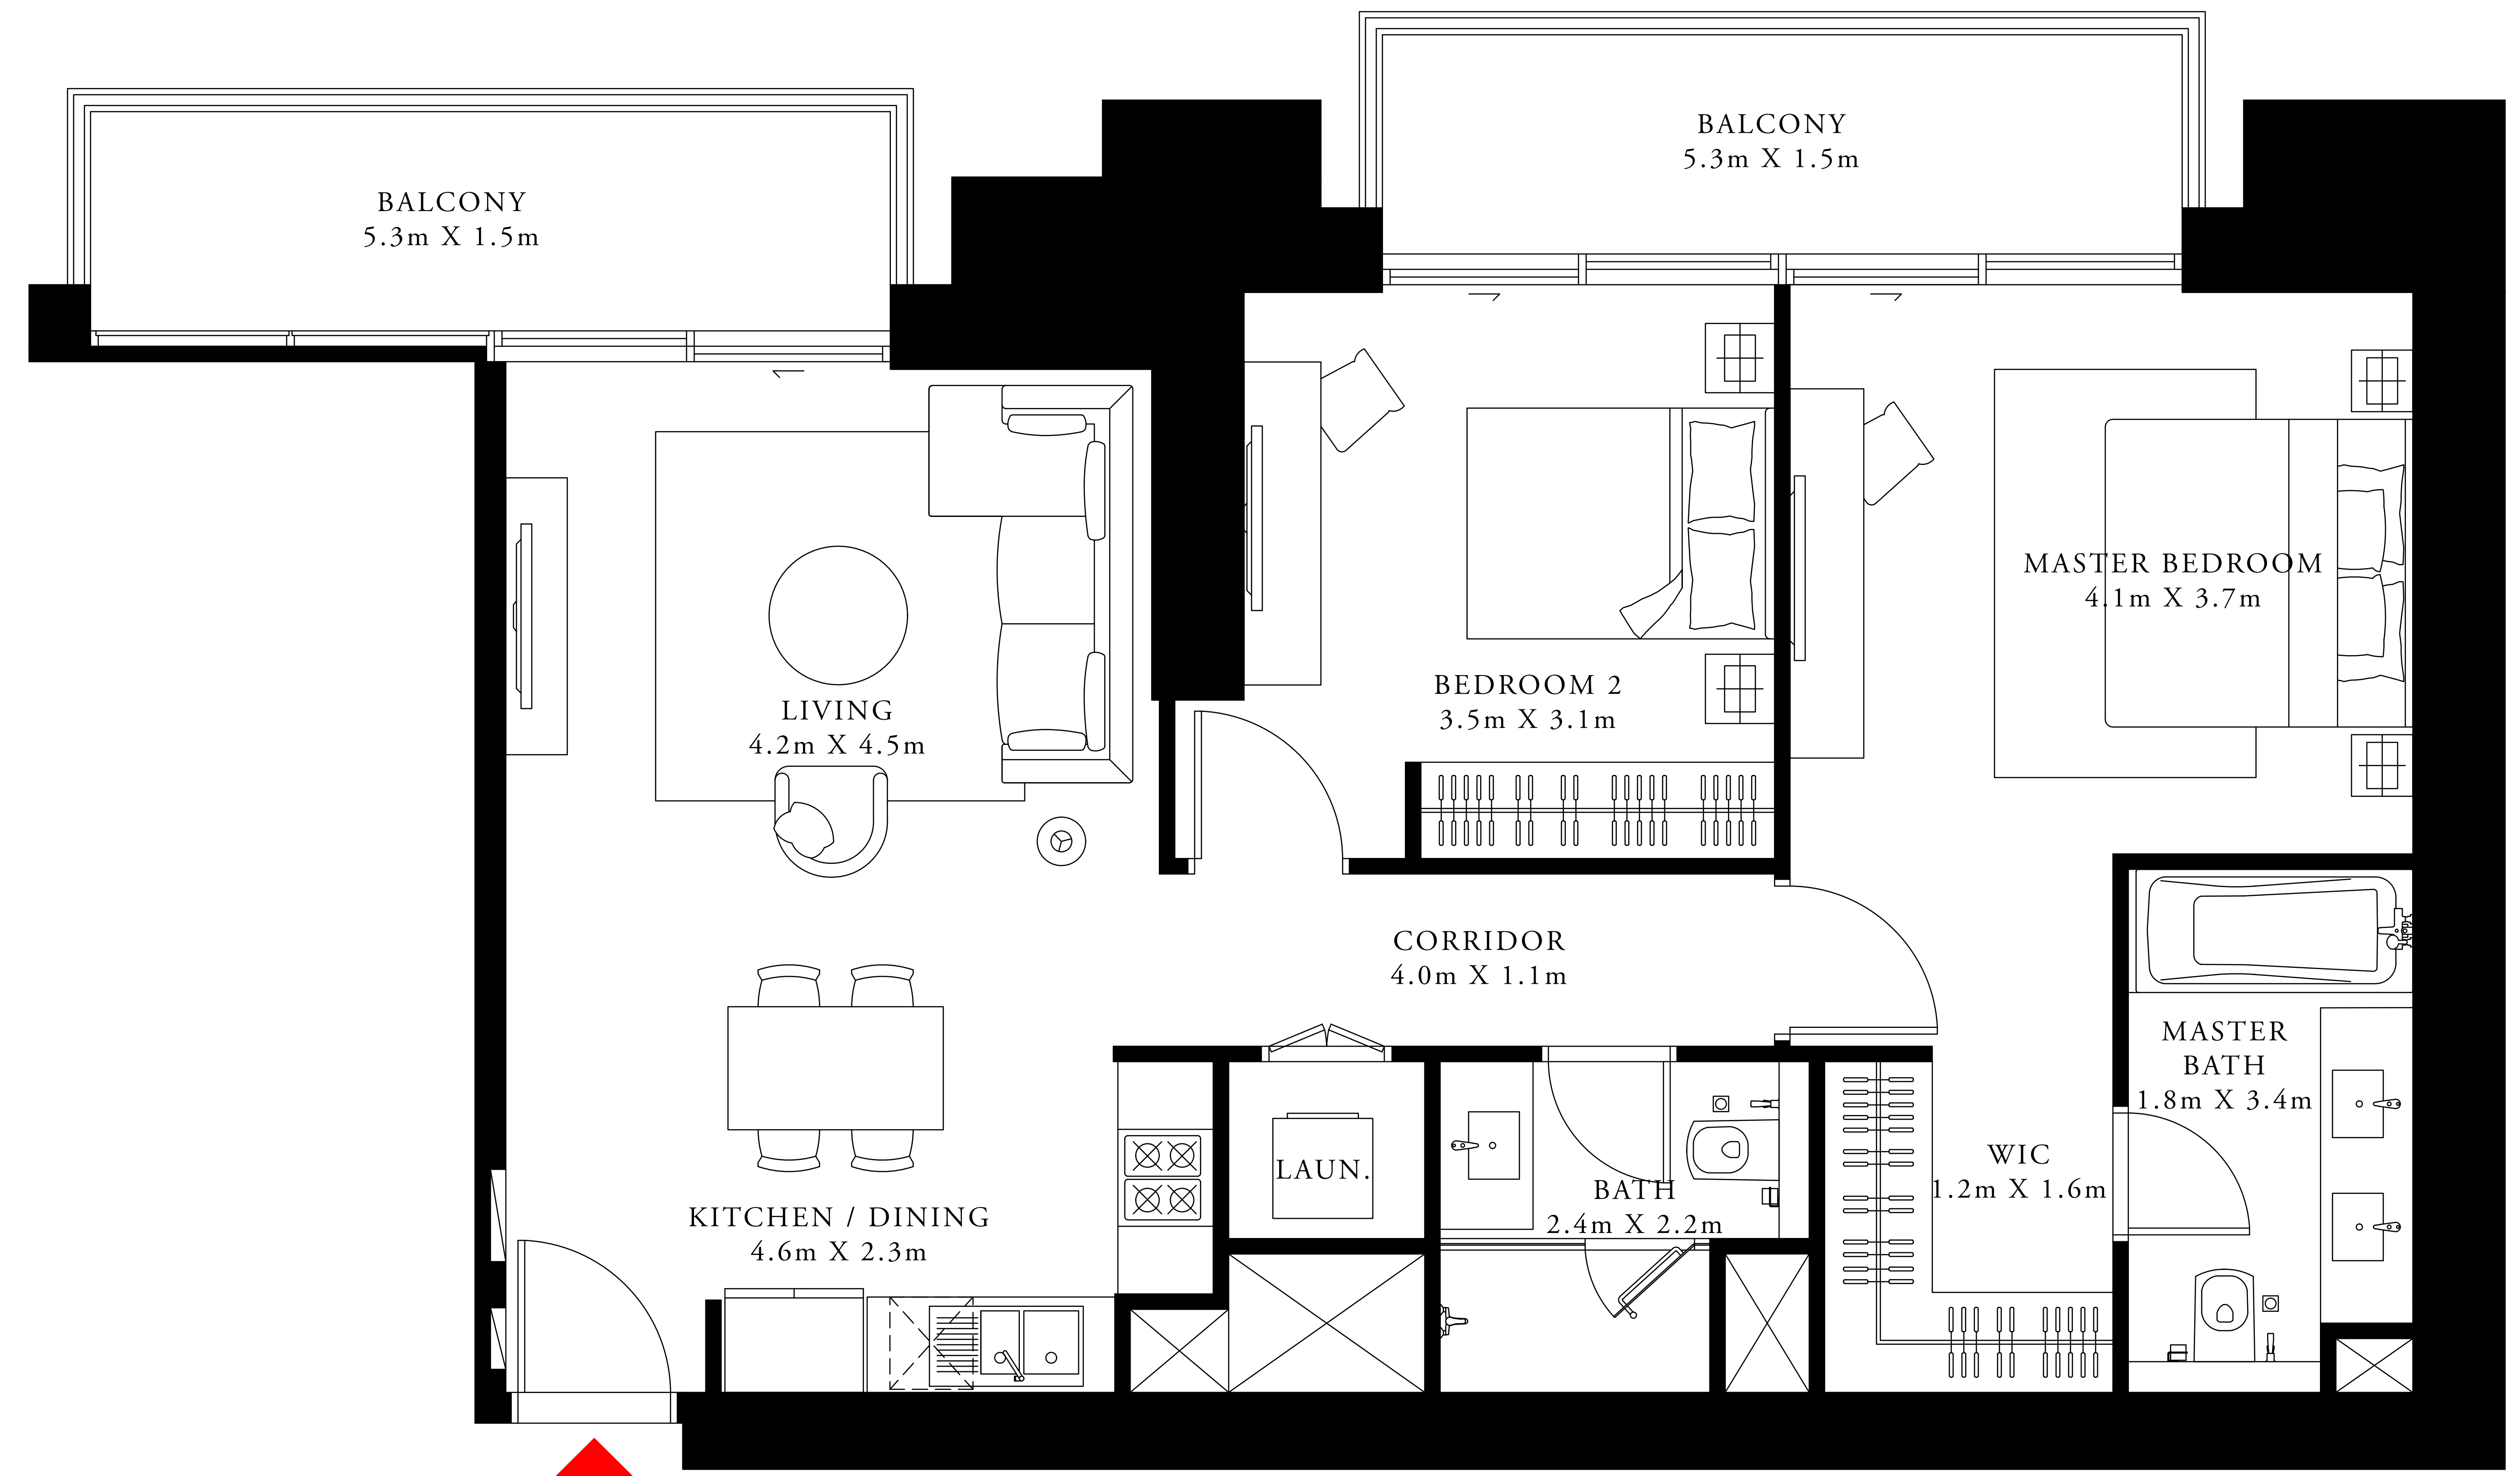 BALCONY
5.3m X 1.5m
BALCONY
5.3m X 1.5m
MASTER BEDROOM
4.1m X 3.7m
BEDROOM 2
3.5m X 3.1m
LIVING
4.2m X 4.5m
CORRIDOR
4.0m X 1.1m
MASTER
BATH
1.8m X 3.4m
WIC
1.2m X 1.6m
LAUN.
BATH
2.4m X 2.2m
KITCHEN / DINING
4.6m X 2.3m